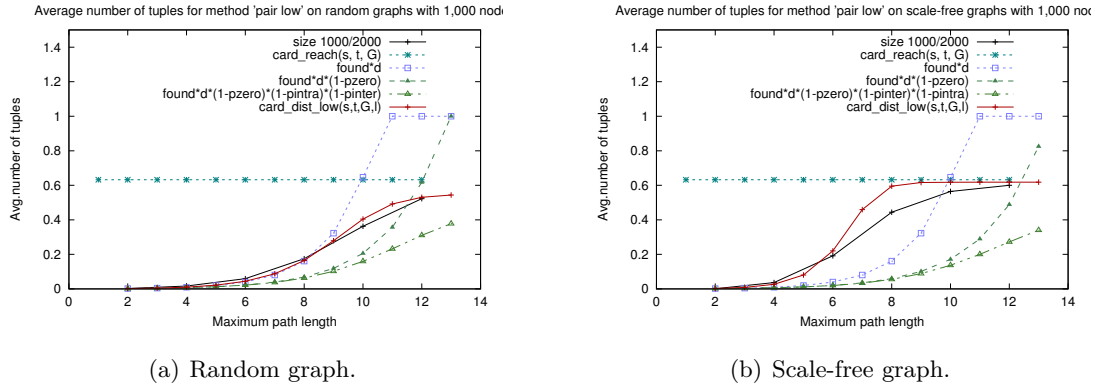 Average number of tuples for method 'pair low' on random graphs with 1,000 node
1.4
1.2
1
0.8
0.6
0.4
0.2
0
0 2 4 6 8 10 12 14
Avg.number of tuples
Maximum path length
size 1000/2000
card_reach(s, t, G)
found*d
found*d*(1-pzero)
found*d*(1-pzero)*(1-pintra)*(1-pinter)
card_dist_low(s,t,G,l)
(a) Random graph.
Average number of tuples for method 'pair low' on scale-free graphs with 1,000
1.4
1.2
1
0.8
0.6
0.4
0.2
0
0 2 4 6 8 10 12 14
Avg.number of tuples
Maximum path length
size 1000/2000
card_reach(s, t, G)
found*d
found*d*(1-pzero)
found*d*(1-pzero)*(1-pinter)*(1-pintra)
card_dist_low(s,t,G,l)
(b) Scale-free graph.